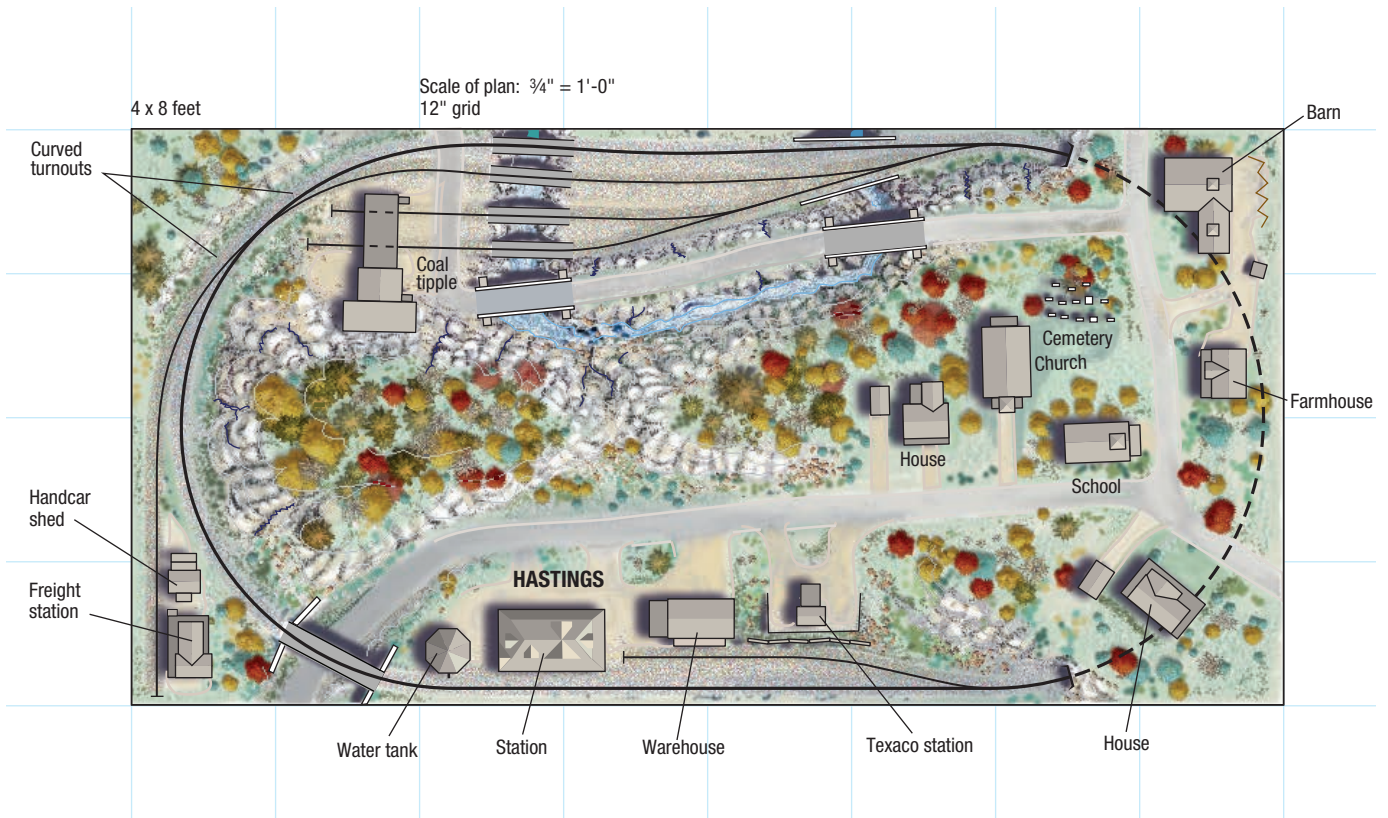 Scale of plan: ¾" = 1'-0"
4 x 8 feet
12" grid
Barn
Curved
turnouts
Coal
tipple
Cemetery
Church
Farmhouse
House
School
Handcar
shed
HASTINGS
Freight
station
Water tank
Station
Warehouse
Texaco station
House